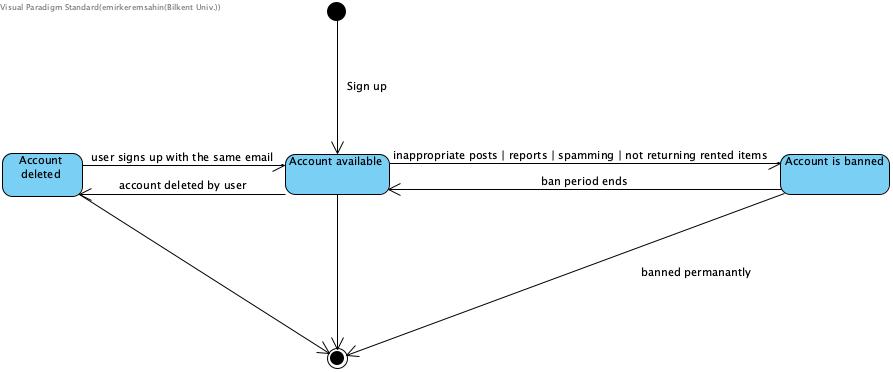 Visual Paradigm Standard(emirkeremsahin(Bilkent Univ.))
Sign up
Account
deleted
user signs up with the same email
account deleted by user
Account available
inappropriate posts | reports | spamming | not returning rented items
ban period ends
Account is banned
banned permanantly